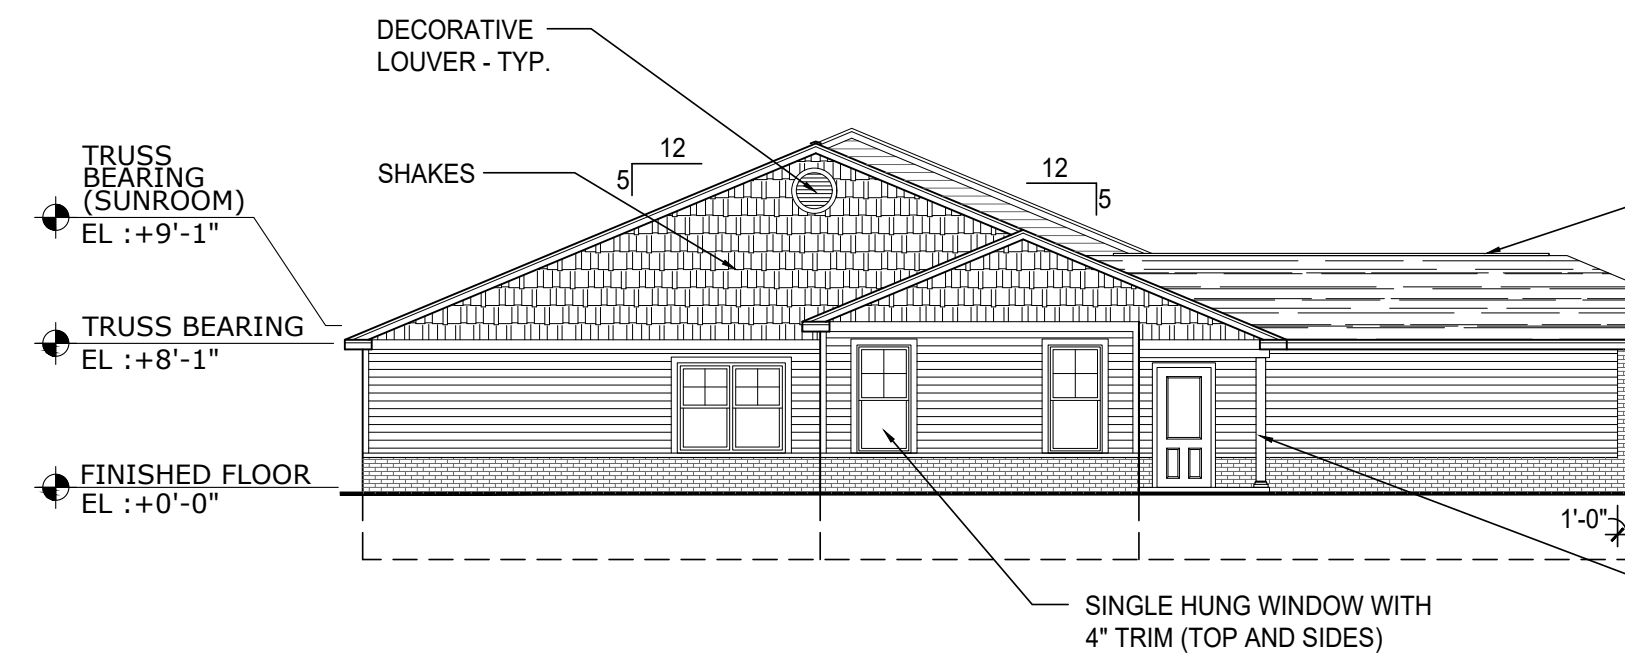 DECORATIVE
LOUVER - TYP.
TRUSS
BEARING
(SUNROOM)
EL :+9'-1"
SHAKES
12
5
12
5
TRUSS BEARING
EL :+8'-1"
FINISHED FLOOR
EL :+0'-0"
1'-0"
SINGLE HUNG WINDOW WITH
4" TRIM (TOP AND SIDES)